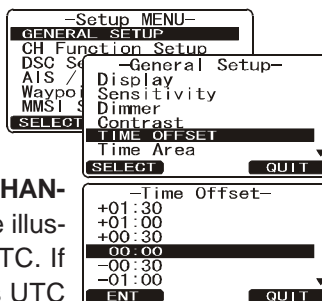 –Setup MENU–
GENERAL SETUP
CH Function Setup
DSC Se
AIS /
Waypoi
MMSI S
SELECT
–General Setup–
Display
Sensitivity
Dimmer
Contrast
TIME OFFSET
Time Area
SELECT QUIT
–Time Offset–
+01:30
+01:00
+00:30
00:00
–00:30
–01:00
ENT QUIT
HAN-
e illus-
TC. If
UTC